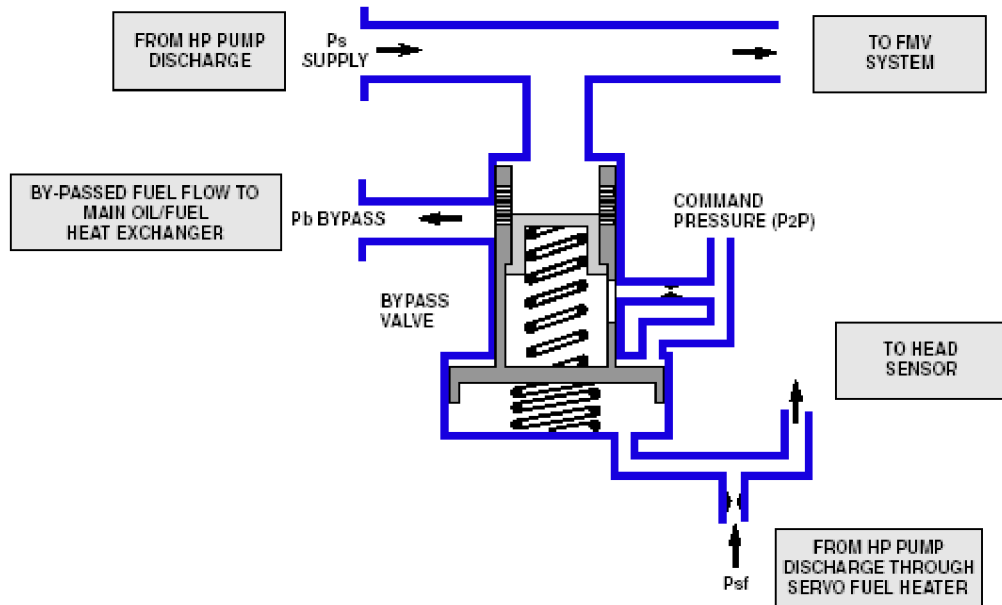 FROM HP PUMP
DISCHARGE
Ps
SUPPLY
TO FMV
SYSTEM
BY-PASSED FUEL FLOW TO
MAIN OIL/FUEL
HEAT EXCHANGER
Pb BYPASS
COMMAND
PRESSURE (P2P)
BYPASS
VALVE
TO HEAD
SENSOR
Psf
FROM HP PUMP
DISCHARGE THROUGH
SERVO FUEL HEATER